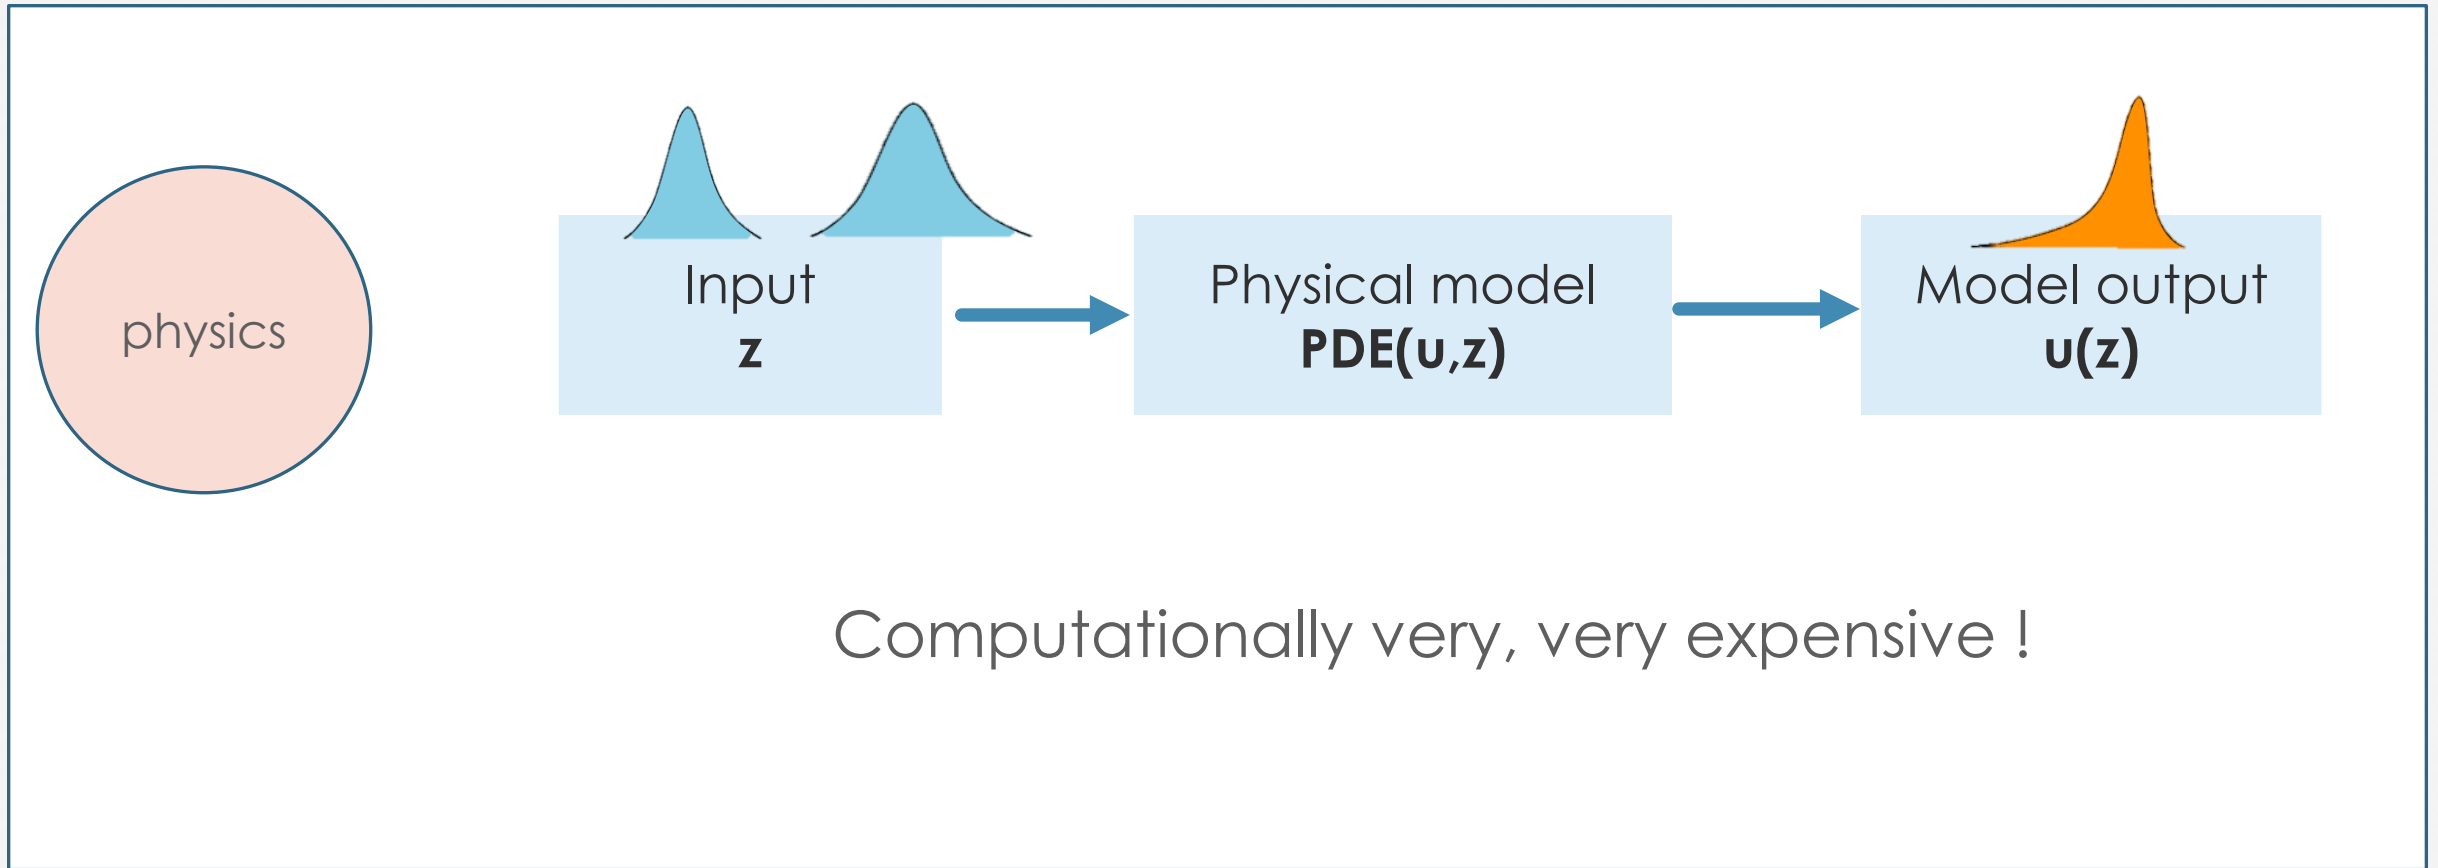 physics
Input
z
Physical model
PDE(u,z)
Model output
u(z)
Computationally very, very expensive !